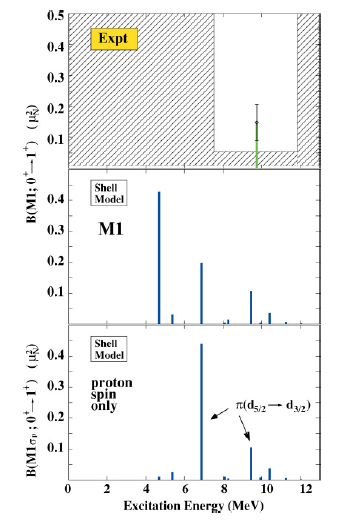 0.5
0.4
0.3
0.2
0.1
Expt
B(M1; 0⁺→1⁺) (μ²N)
0.4
0.3
0.2
0.1
Shell
Model
M1
B(M1; 0⁺→1⁺) (μ²N)
0.4
0.3
0.2
0.1
Shell
Model
proton
spin
only
π(d5/2 → d3/2)
B(M1σp; 0⁺→1⁺) (μ²N)
0 2 4 6 8 10 12
Excitation Energy (MeV)